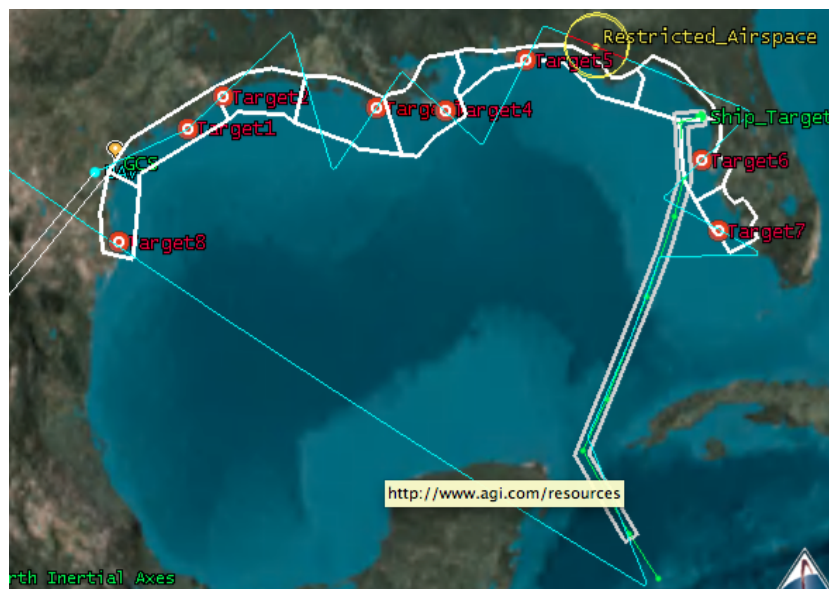 Restricted_Airspace
Target5
Target2
Target4
Ship_Target
Target1
GCS
Target6
Target7
Target8
http://www.agi.com/resources
rth Inertial Axes